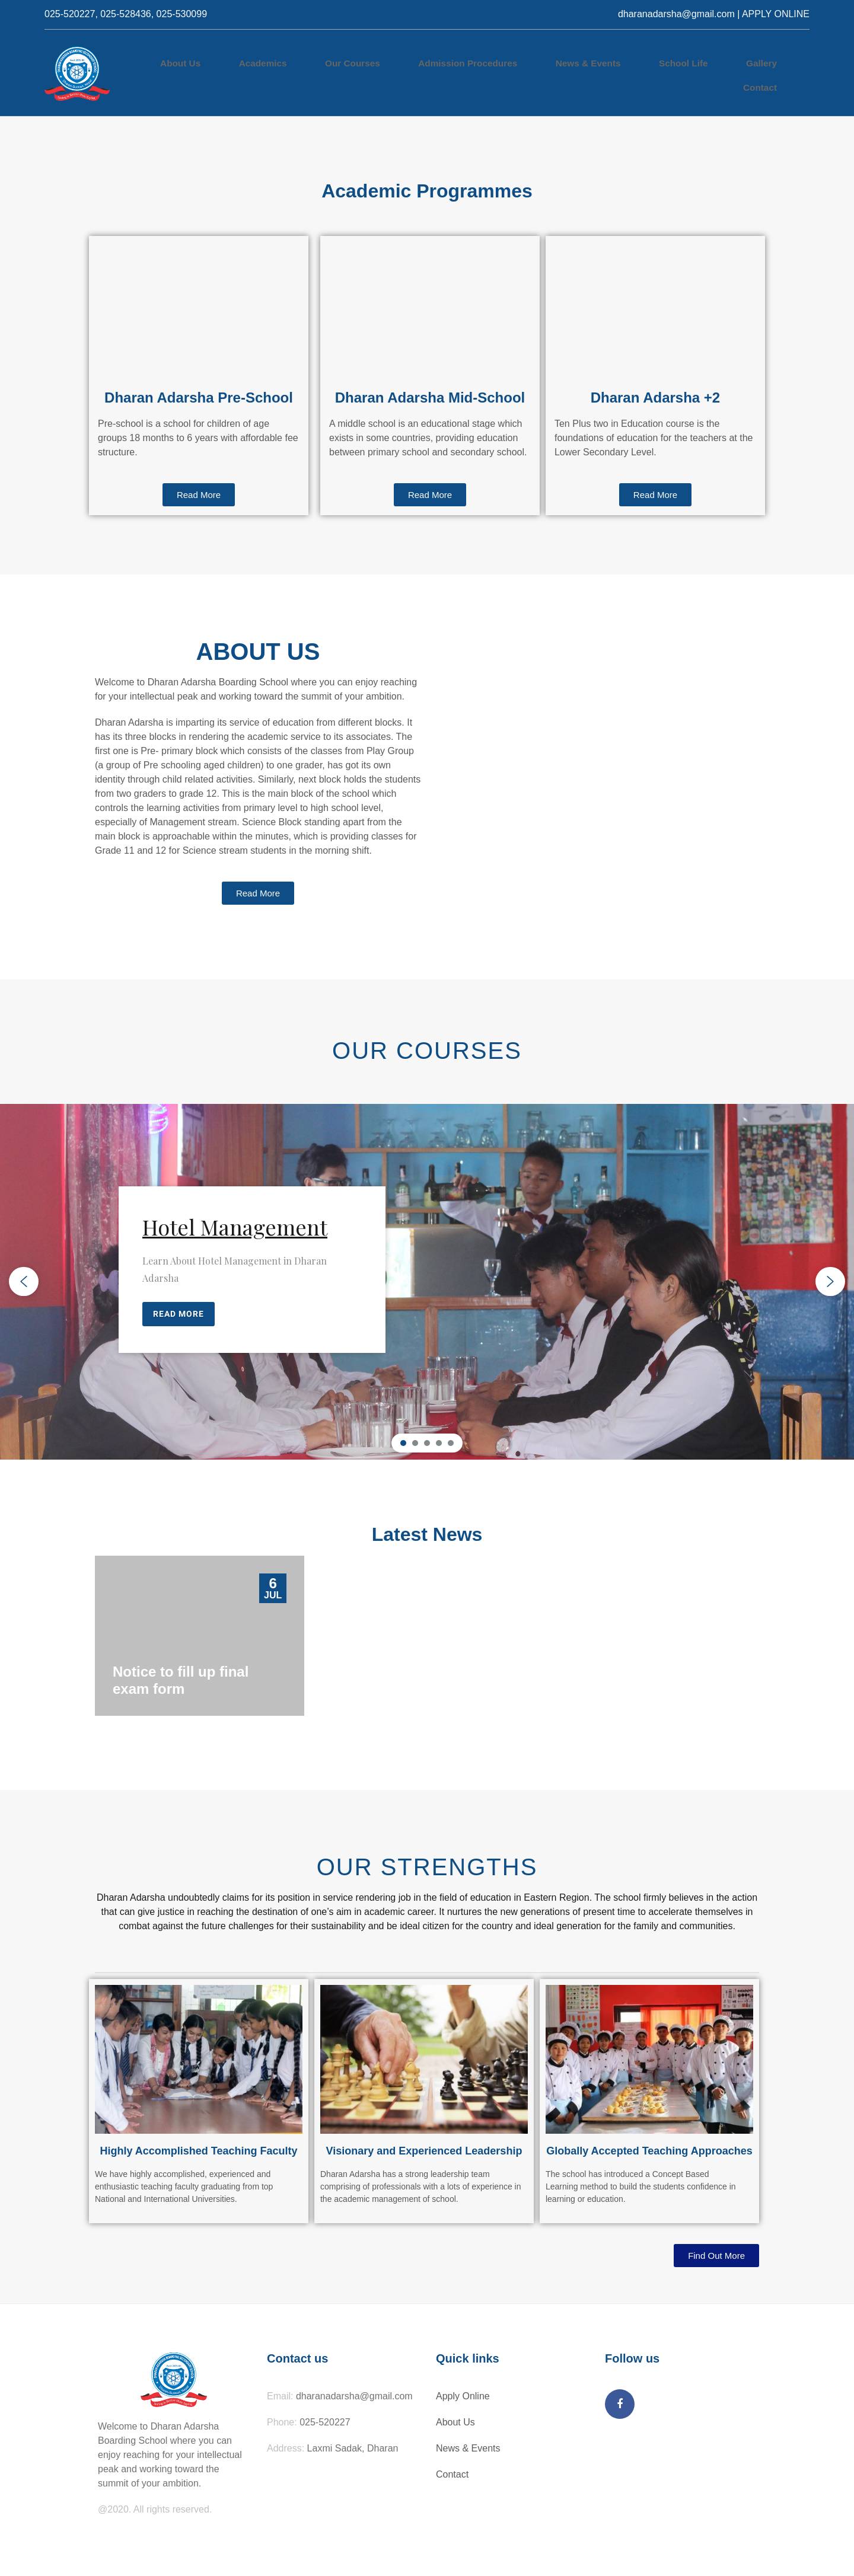 025-520227, 025-528436, 025-530099
dharanadarsha@gmail.com | APPLY ONLINE
About Us
Academics
Our Courses
Admission Procedures
News & Events
School Life
Gallery
Contact
Academic Programmes
Dharan Adarsha Pre-School
Pre-school is a school for children of age
groups 18 months to 6 years with affordable fee
structure.
Read More
Dharan Adarsha Mid-School
A middle school is an educational stage which
exists in some countries, providing education
between primary school and secondary school.
Read More
Dharan Adarsha +2
Ten Plus two in Education course is the
foundations of education for the teachers at the
Lower Secondary Level.
Read More
ABOUT US
Welcome to Dharan Adarsha Boarding School where you can enjoy reaching
for your intellectual peak and working toward the summit of your ambition.
Dharan Adarsha is imparting its service of education from different blocks. It
has its three blocks in rendering the academic service to its associates. The
first one is Pre- primary block which consists of the classes from Play Group
(a group of Pre schooling aged children) to one grader, has got its own
identity through child related activities. Similarly, next block holds the students
from two graders to grade 12. This is the main block of the school which
controls the learning activities from primary level to high school level,
especially of Management stream. Science Block standing apart from the
main block is approachable within the minutes, which is providing classes for
Grade 11 and 12 for Science stream students in the morning shift.
Read More
OUR COURSES
Hotel Management
Learn About Hotel Management in Dharan
Adarsha
READ MORE
Latest News
6
JUL
Notice to fill up final
exam form
OUR STRENGTHS
Dharan Adarsha undoubtedly claims for its position in service rendering job in the field of education in Eastern Region. The school firmly believes in the action
that can give justice in reaching the destination of one’s aim in academic career. It nurtures the new generations of present time to accelerate themselves in
combat against the future challenges for their sustainability and be ideal citizen for the country and ideal generation for the family and communities.
Highly Accomplished Teaching Faculty
We have highly accomplished, experienced and
enthusiastic teaching faculty graduating from top
National and International Universities.
Visionary and Experienced Leadership
Dharan Adarsha has a strong leadership team
comprising of professionals with a lots of experience in
the academic management of school.
Globally Accepted Teaching Approaches
The school has introduced a Concept Based
Learning method to build the students confidence in
learning or education.
Find Out More
Welcome to Dharan Adarsha
Boarding School where you can
enjoy reaching for your intellectual
peak and working toward the
summit of your ambition.
@2020. All rights reserved.
Contact us
Email: dharanadarsha@gmail.com
Phone: 025-520227
Address: Laxmi Sadak, Dharan
Quick links
Apply Online
About Us
News & Events
Contact
Follow us